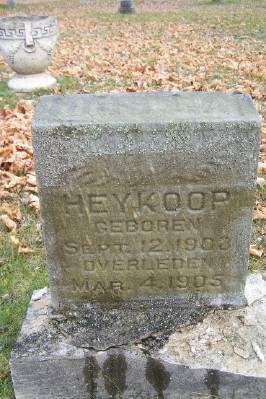 HEYKOOP
GEBOREN
SEPT. 12. 1903
OVERLEDEN
MAR. 4. 1905